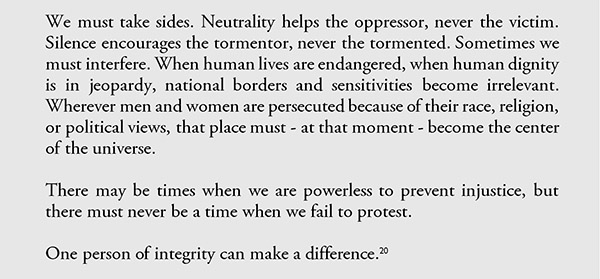 We must take sides. Neutrality helps the oppressor, never the victim.
Silence encourages the tormentor, never the tormented. Sometimes we
must interfere. When human lives are endangered, when human dignity
is in jeopardy, national borders and sensitivities become irrelevant.
Wherever men and women are persecuted because of their race, religion,
or political views, that place must - at that moment - become the center
of the universe.
There may be times when we are powerless to prevent injustice, but
there must never be a time when we fail to protest.
One person of integrity can make a difference.²⁰